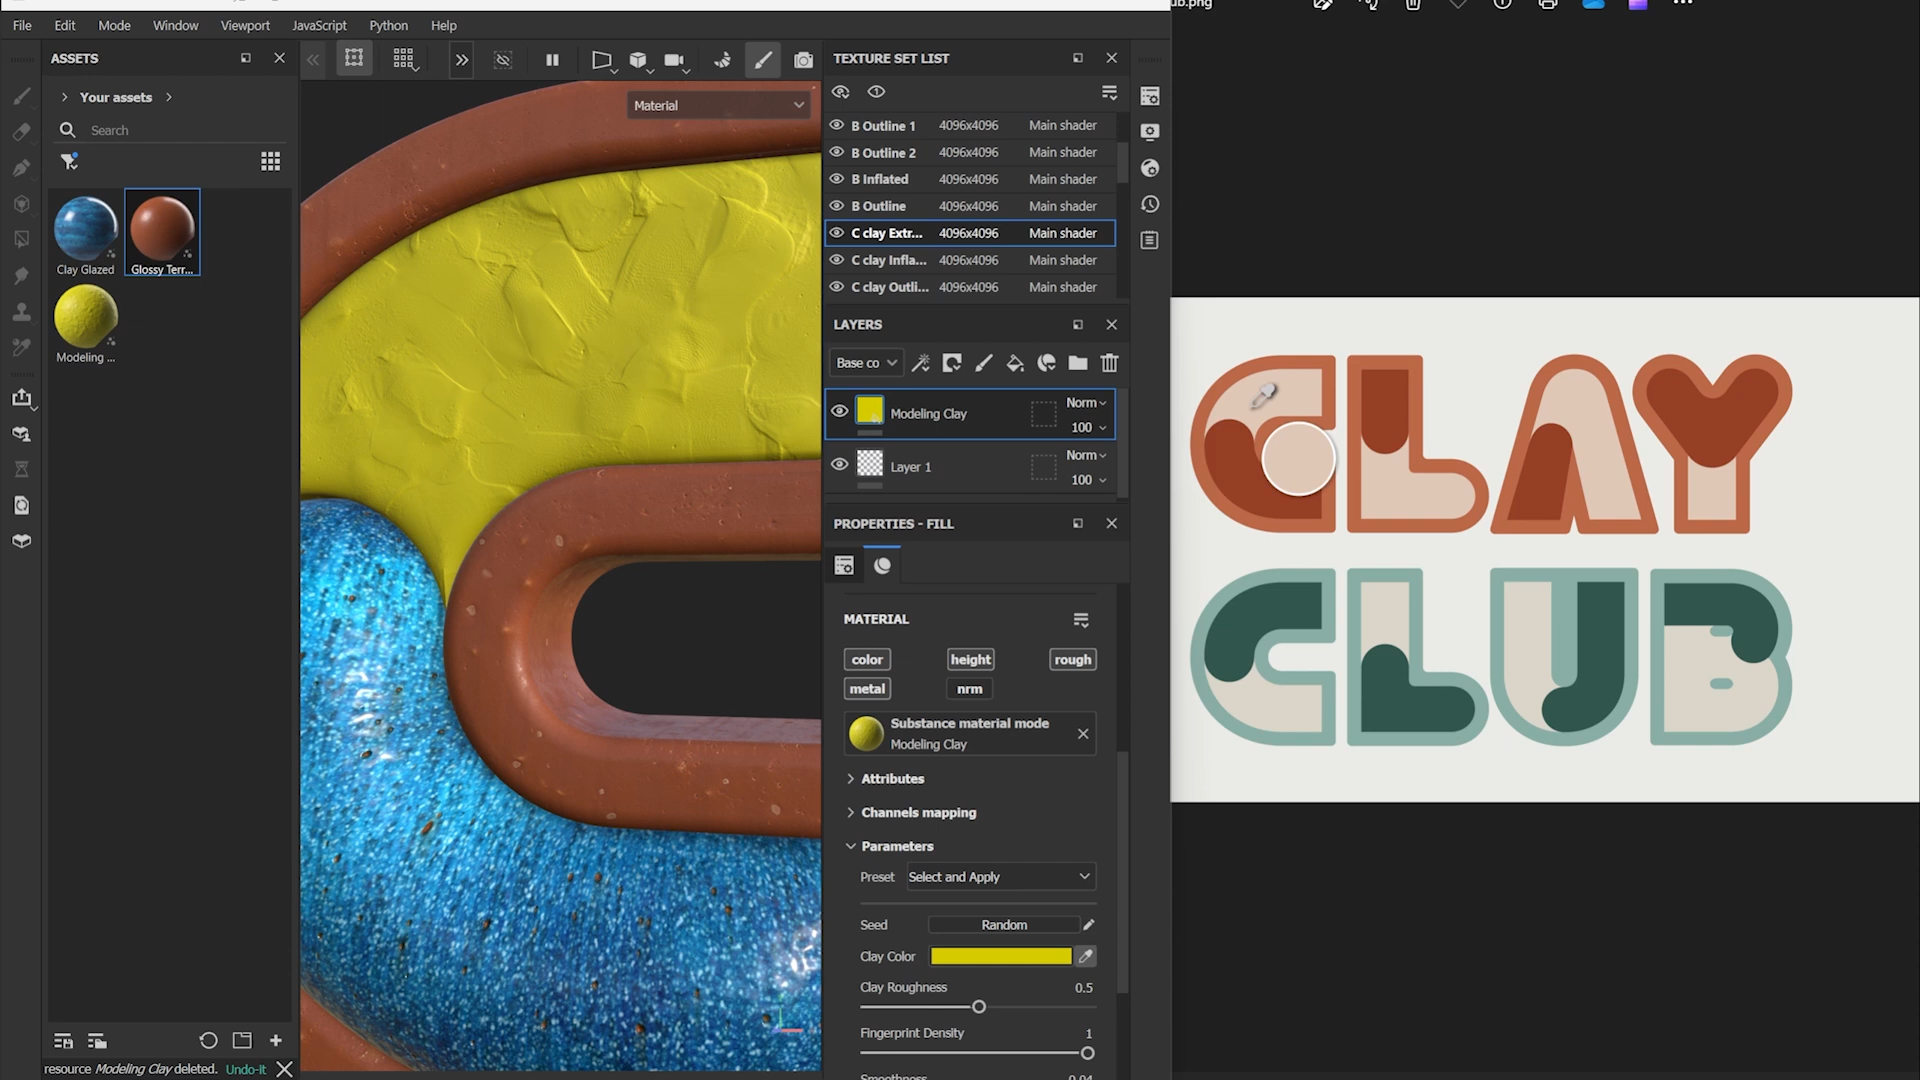 ub.png
File Edit Mode Window Viewport JavaScript Python Help
ASSETS
Your assets
Search
Clay Glazed
Glossy Terr...
Modeling ...
resource Modeling Clay deleted. Undo-it
Material
TEXTURE SET LIST
B Outline 1 4096x4096 Main shader
B Outline 2 4096x4096 Main shader
B Inflated 4096x4096 Main shader
B Outline 4096x4096 Main shader
C clay Extr... 4096x4096 Main shader
C clay Infla... 4096x4096 Main shader
C clay Outli... 4096x4096 Main shader
LAYERS
Base co
Modeling Clay Norm
100
Layer 1 Norm
100
PROPERTIES - FILL
MATERIAL
color height rough
metal nrm
Substance material mode
Modeling Clay
Attributes
Channels mapping
Parameters
Preset Select and Apply
Seed Random
Clay Color
Clay Roughness 0.5
Fingerprint Density 1
Smoothness 0.04
CLAY
CLUB